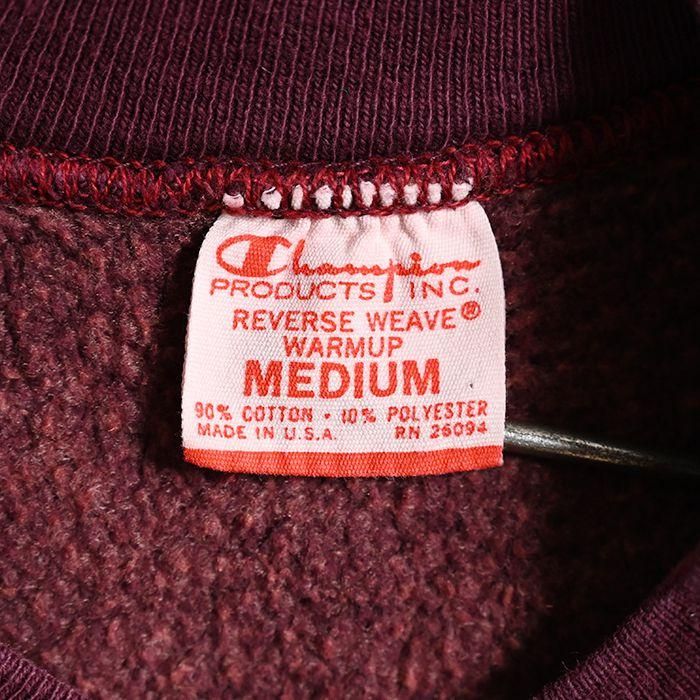 Champion
PRODUCTS INC.
REVERSE WEAVE®
WARMUP
MEDIUM
90% COTTON · 10% POLYESTER
MADE IN U.S.A. RN 26094